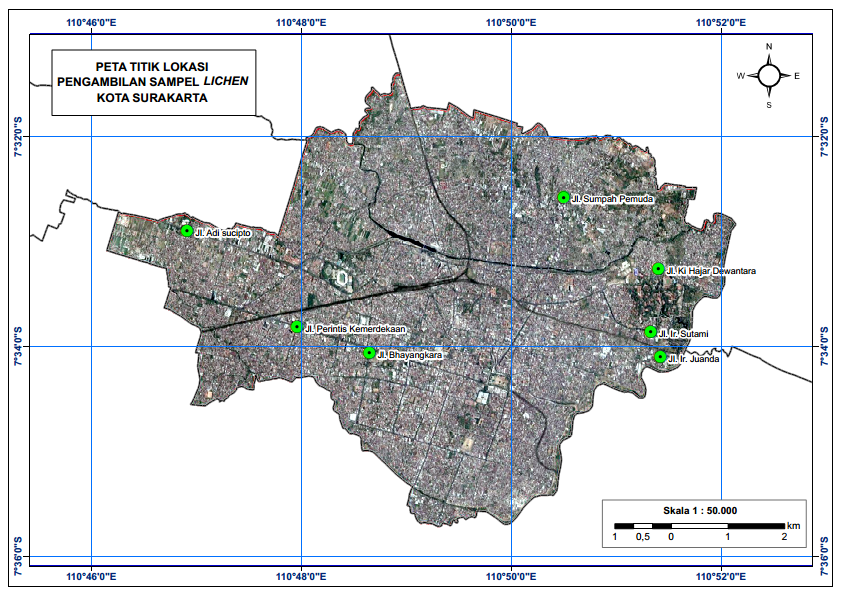 110°46'0"E 110°48'0"E 110°50'0"E 110°52'0"E
PETA TITIK LOKASI
PENGAMBILAN SAMPEL LICHEN
KOTA SURAKARTA
N
W E
S
7°32'0"S 7°32'0"S
Jl. Sumpah Pemuda
Jl. Adi sucipto
Jl. Ki Hajar Dewantara
Jl. Perintis Kemerdekaan
Jl. Ir. Sutami
7°34'0"S 7°34'0"S
Jl. Bhayangkara
Jl. Ir. Juanda
Skala 1 : 50.000
km
1 0,5 0 1 2
7°36'0"S 7°36'0"S
110°46'0"E 110°48'0"E 110°50'0"E 110°52'0"E